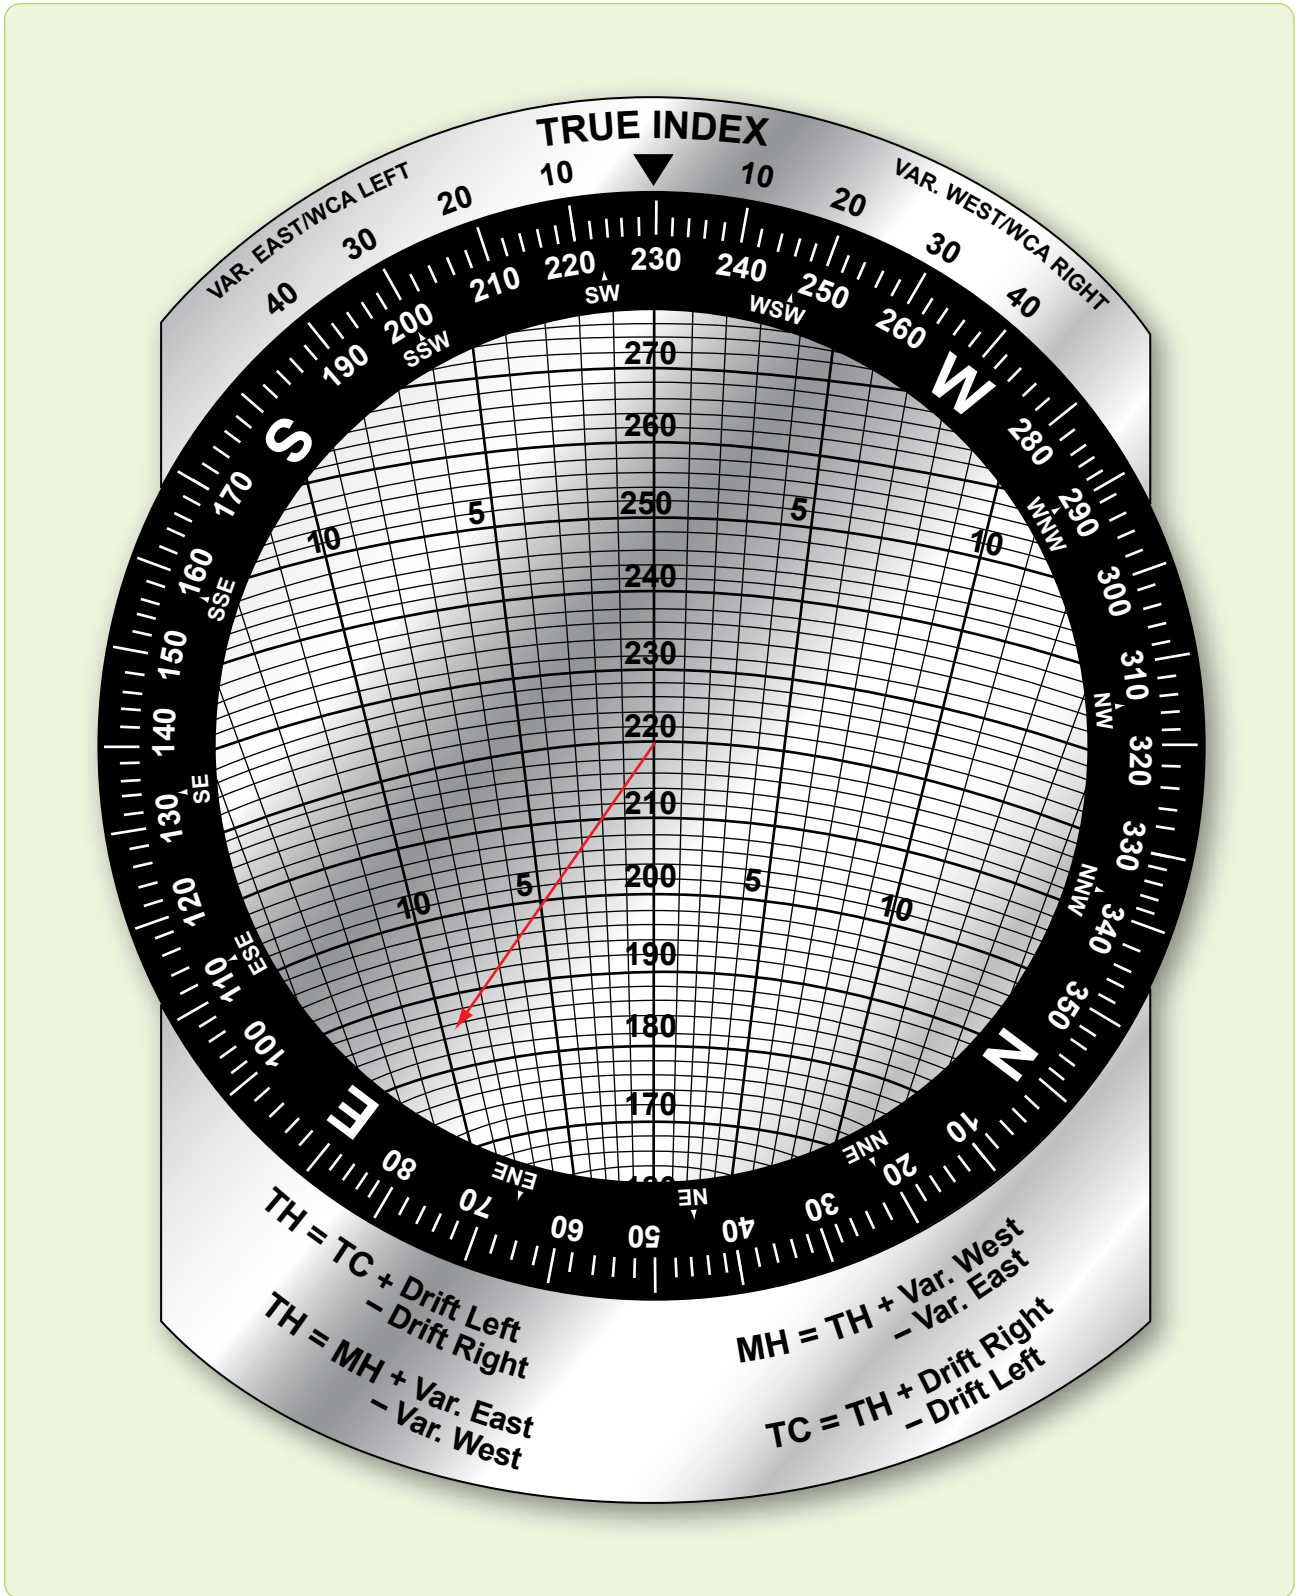 TRUE INDEX
VAR. EAST/WCA LEFT
VAR. WEST/WCA RIGHT
40 30 20 10 10 20 30 40
190 200 210 220 230 240 250 260 W 280 290 300 310 320 330 340 350 N 10 20 30 40 50 60 70 80 E 100 110 120 130 140 150 160 170 S
SSW SW WSW WNW NW NNW NNE NE ENE ESE SE SSE
270
260
5 250 5
10 10
240
230
220
210
5 200 5
10 10
190
180
170
TH = TC + Drift Left
– Drift Right
TH = MH + Var. East
– Var. West
MH = TH + Var. West
– Var. East
TC = TH + Drift Right
– Drift Left